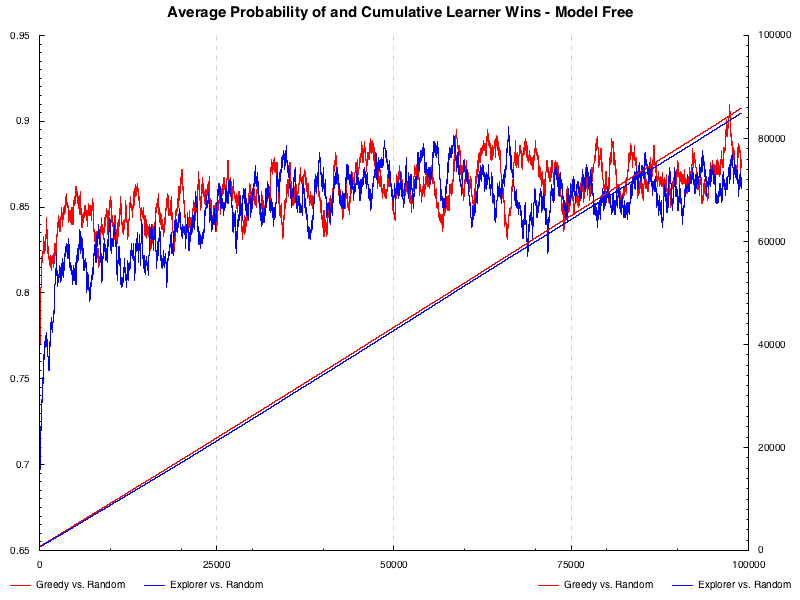 Average Probability of and Cumulative Learner Wins - Model Free
0.95 100000
0.9 80000
0.85 60000
0.8 40000
0.75 20000
0.7
0.65 0
0 25000 50000 75000 100000
Greedy vs. Random Explorer vs. Random Greedy vs. Random Explorer vs. Random